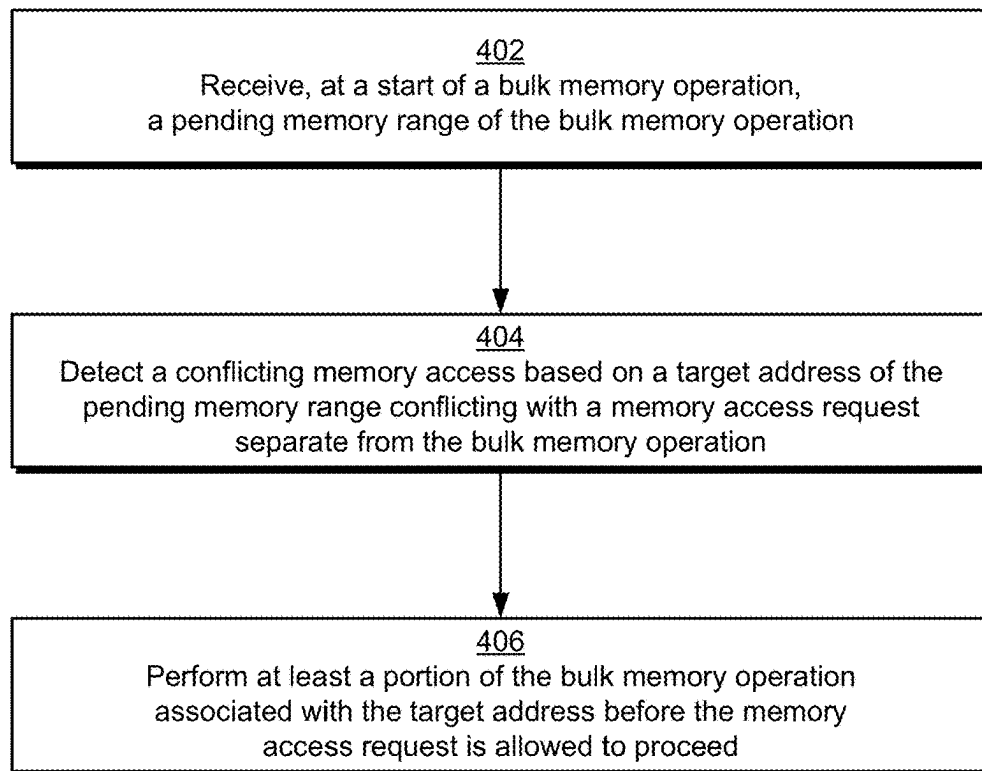 402
Receive, at a start of a bulk memory operation,
a pending memory range of the bulk memory operation
404
Detect a conflicting memory access based on a target address of the
pending memory range conflicting with a memory access request
separate from the bulk memory operation
406
Perform at least a portion of the bulk memory operation
associated with the target address before the memory
access request is allowed to proceed